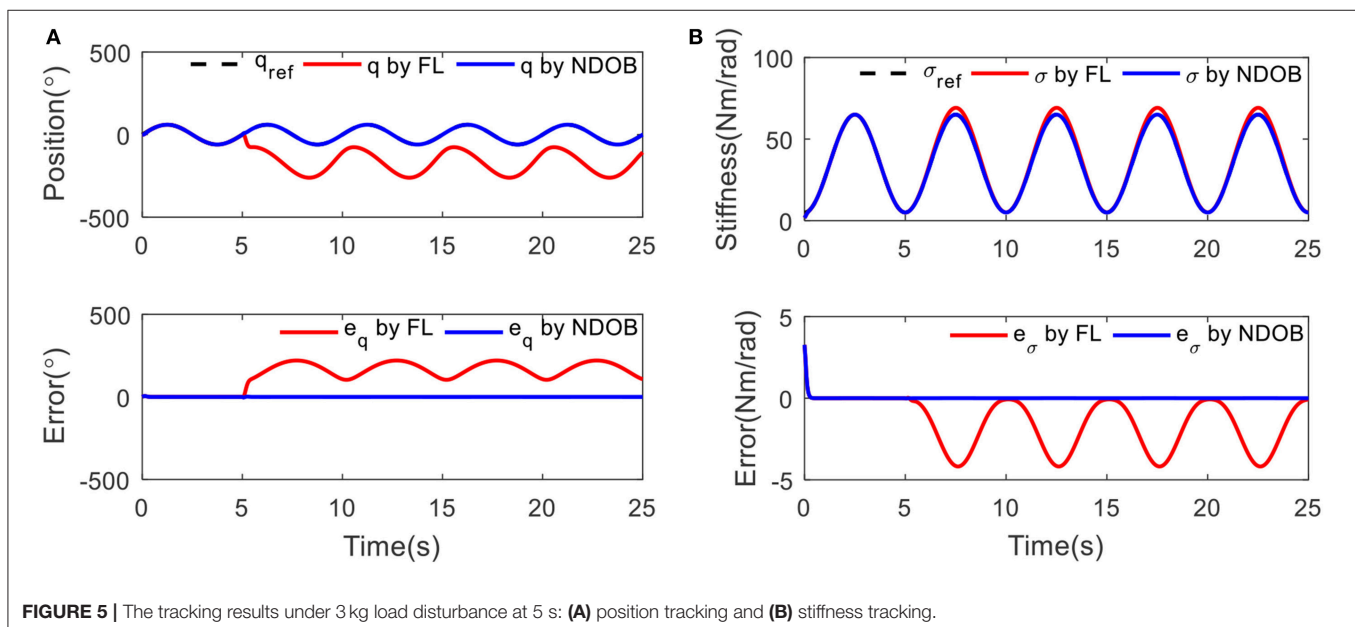 A
500
q_ref q by FL q by NDOB
Position(°)
0
-500
0 5 10 15 20 25
500
e_q by FL e_q by NDOB
Error(°)
0
-500
0 5 10 15 20 25
Time(s)
B
100
σ_ref σ by FL σ by NDOB
Stiffness(Nm/rad)
50
0
0 5 10 15 20 25
5
e_σ by FL e_σ by NDOB
Error(Nm/rad)
0
-5
0 5 10 15 20 25
Time(s)
FIGURE 5 | The tracking results under 3 kg load disturbance at 5 s: (A) position tracking and (B) stiffness tracking.